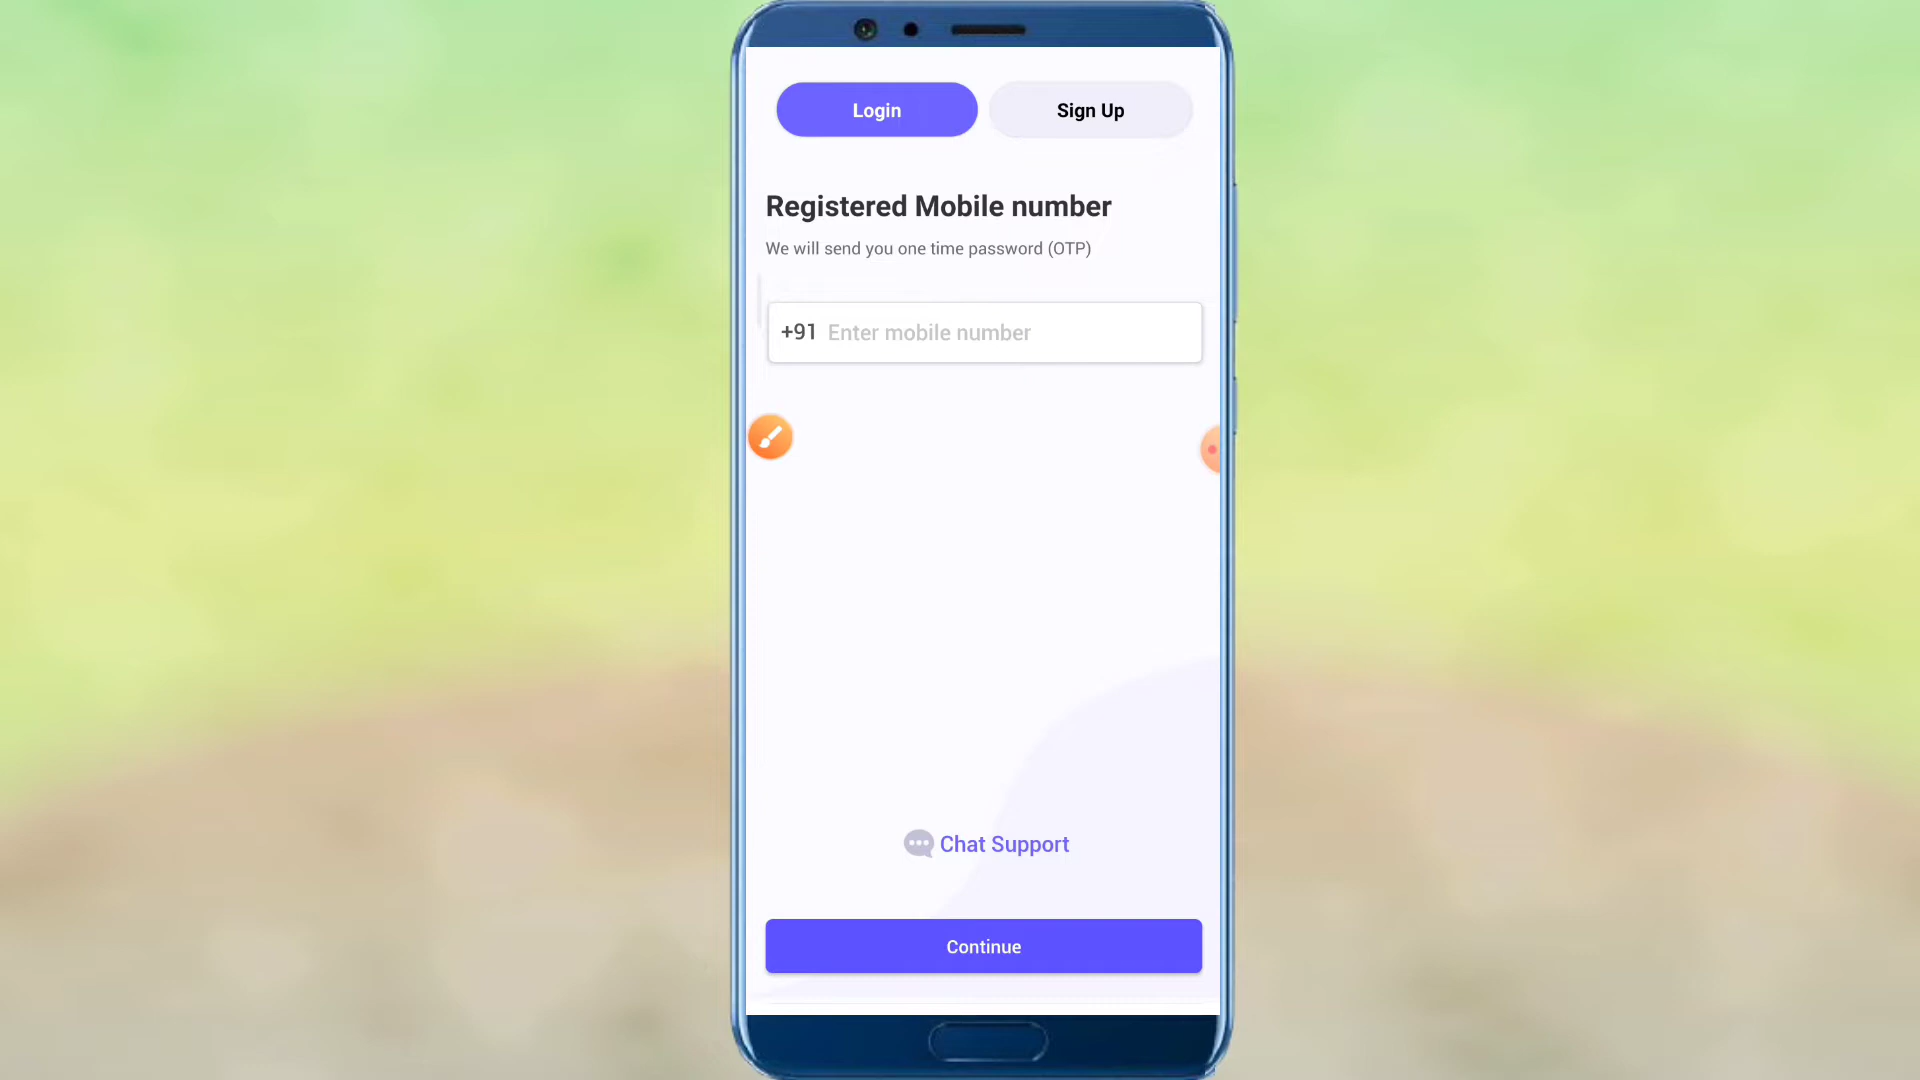 Login
Sign Up
Registered Mobile number
We will send you one time password (OTP)
+91 Enter mobile number
Chat Support
Continue